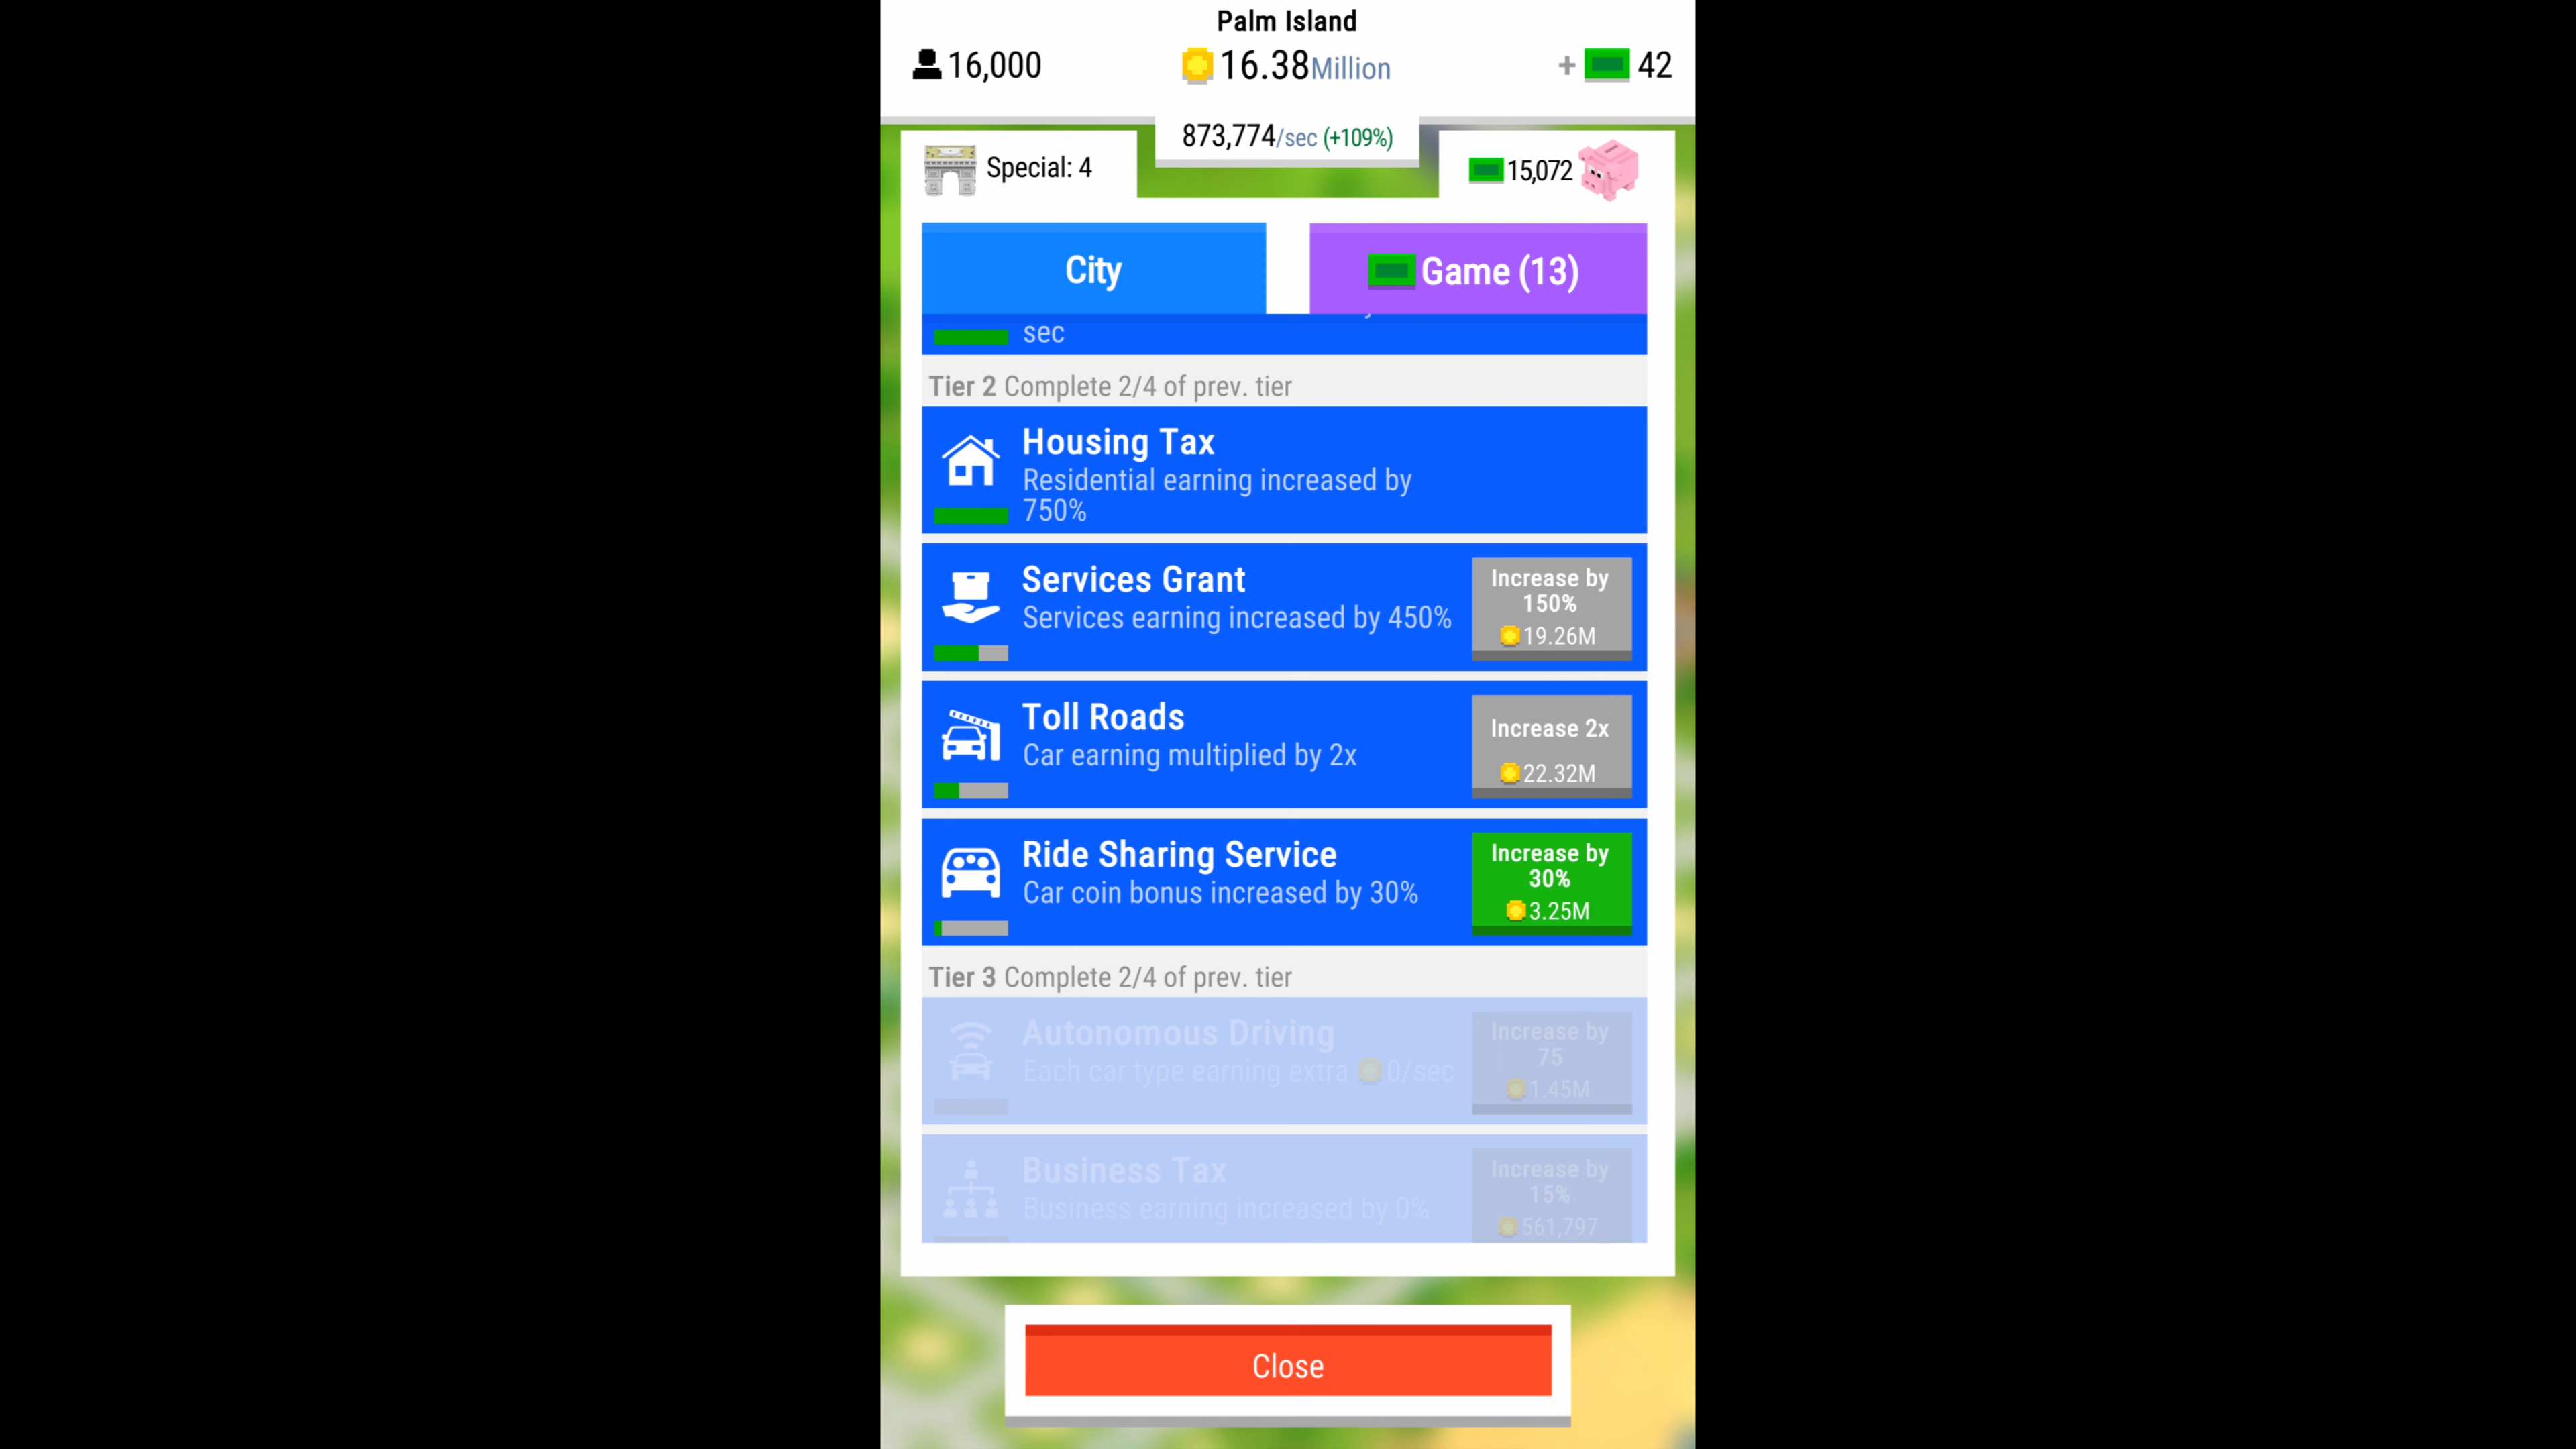 Palm Island
16,000
16.38Million
+ 42
873,774/sec (+109%)
Special: 4
15,072
City
Game (13)
sec
Tier 2 Complete 2/4 of prev. tier
Housing Tax
Residential earning increased by
750%
Services Grant
Services earning increased by 450%
Increase by
150%
19.26M
Toll Roads
Car earning multiplied by 2x
Increase 2x
22.32M
Ride Sharing Service
Car coin bonus increased by 30%
Increase by
30%
3.25M
Tier 3 Complete 2/4 of prev. tier
Autonomous Driving
Each car type earning extra 0/sec
Increase by
75
1.45M
Business Tax
Business earning increased by 0%
Increase by
15%
561,797
Close